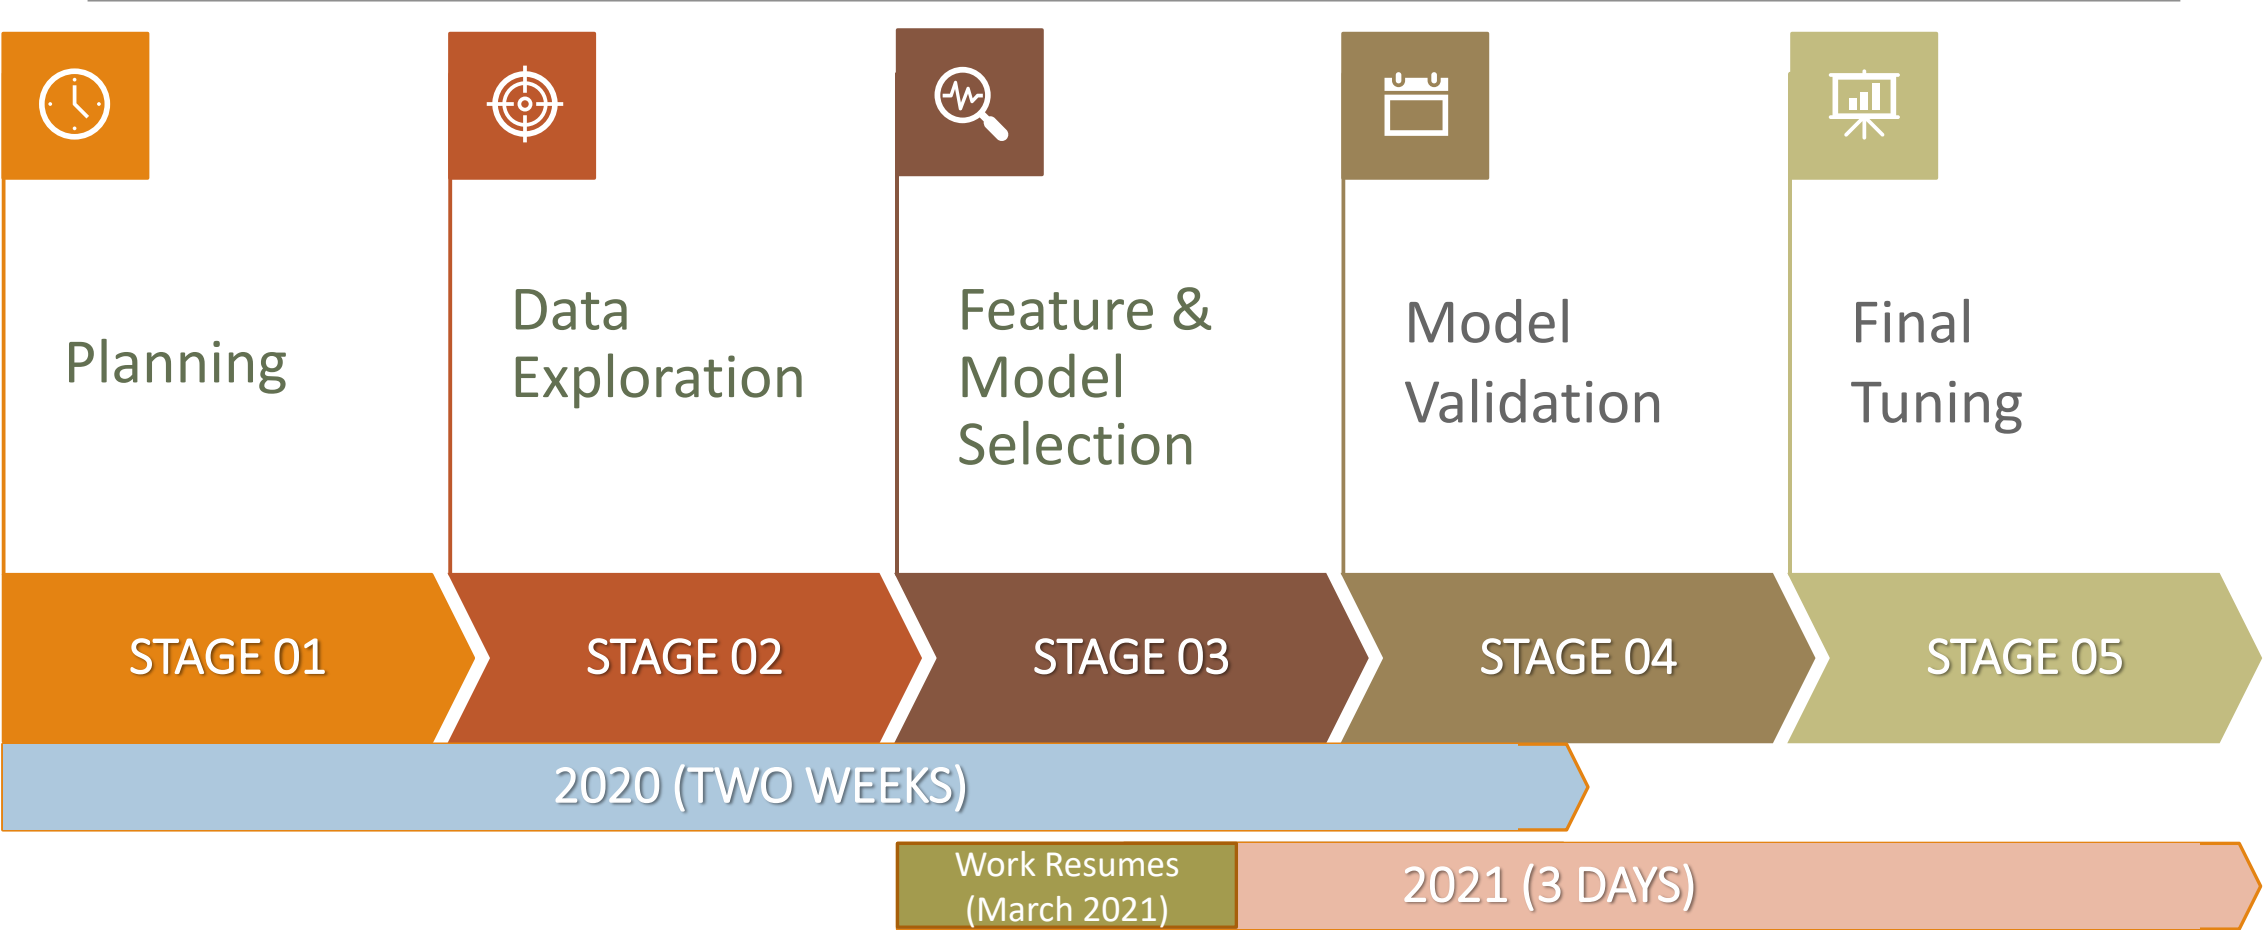 Planning
Data
Exploration
Feature &
Model
Selection
Model
Validation
Final
Tuning
STAGE 01
STAGE 02
STAGE 03
STAGE 04
STAGE 05
2020 (TWO WEEKS)
Work Resumes
(March 2021)
2021 (3 DAYS)